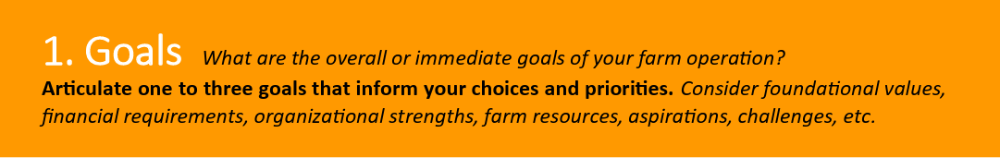 1. Goals What are the overall or immediate goals of your farm operation?
Articulate one to three goals that inform your choices and priorities. Consider foundational values,
financial requirements, organizational strengths, farm resources, aspirations, challenges, etc.